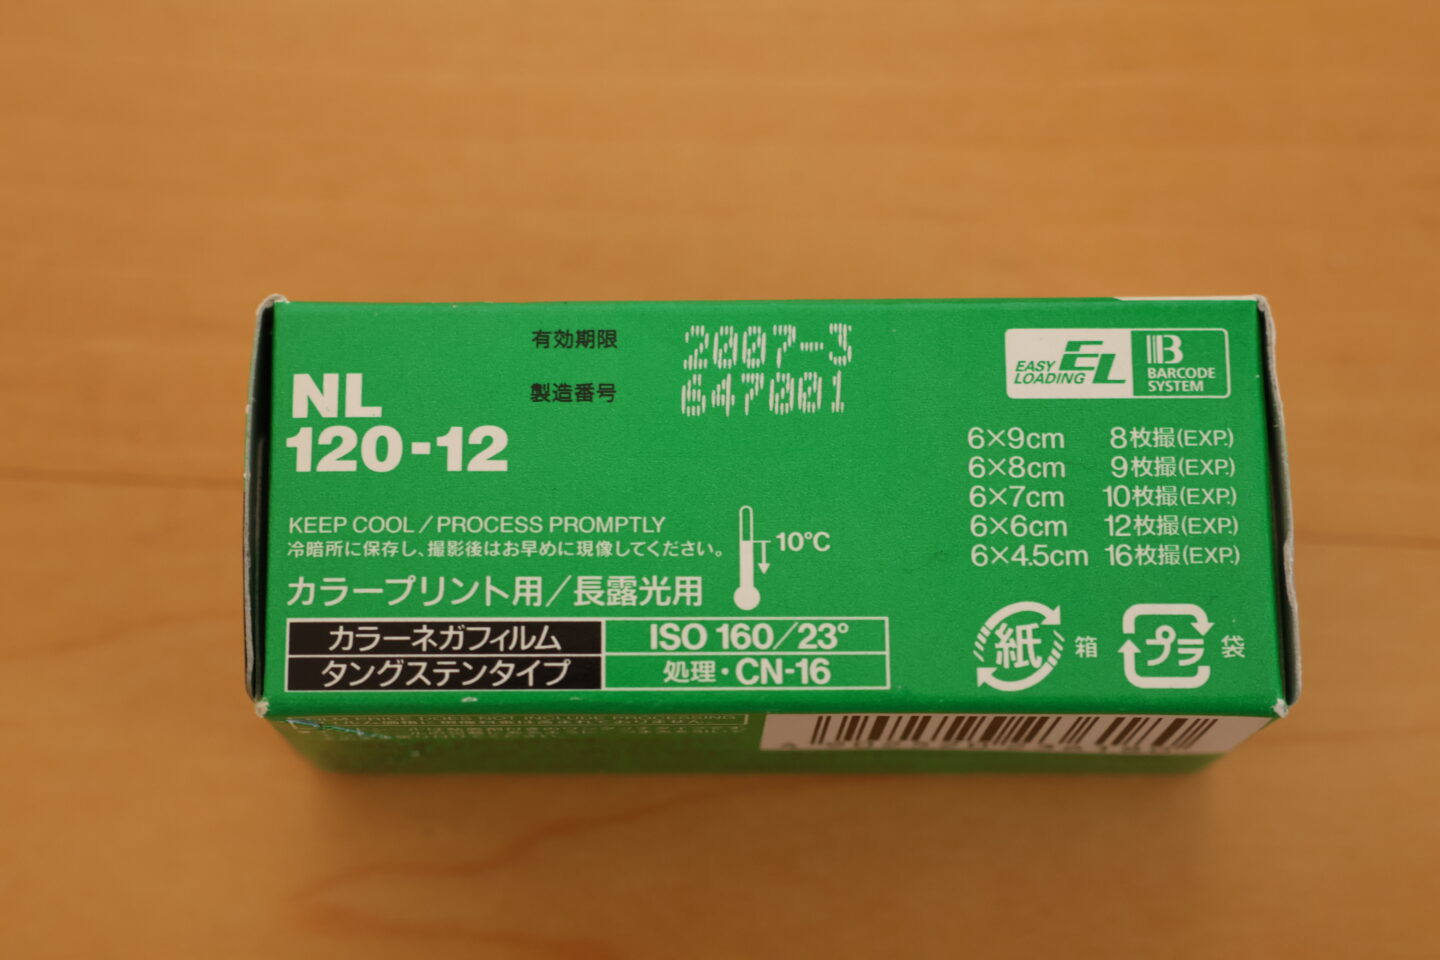 有効期限 2007-3
製造番号 647001
NL
120-12
EASY LOADING EL
B BARCODE SYSTEM
6×9cm 8枚撮(EXP.)
6×8cm 9枚撮(EXP.)
6×7cm 10枚撮(EXP.)
6×6cm 12枚撮(EXP.)
6×4.5cm 16枚撮(EXP.)
KEEP COOL/PROCESS PROMPTLY
冷暗所に保存し、撮影後はお早めに現像してください。
10°C
カラープリント用/長露光用
カラーネガフィルム ISO 160/23°
タングステンタイプ 処理・CN-16
紙 箱
プラ 袋